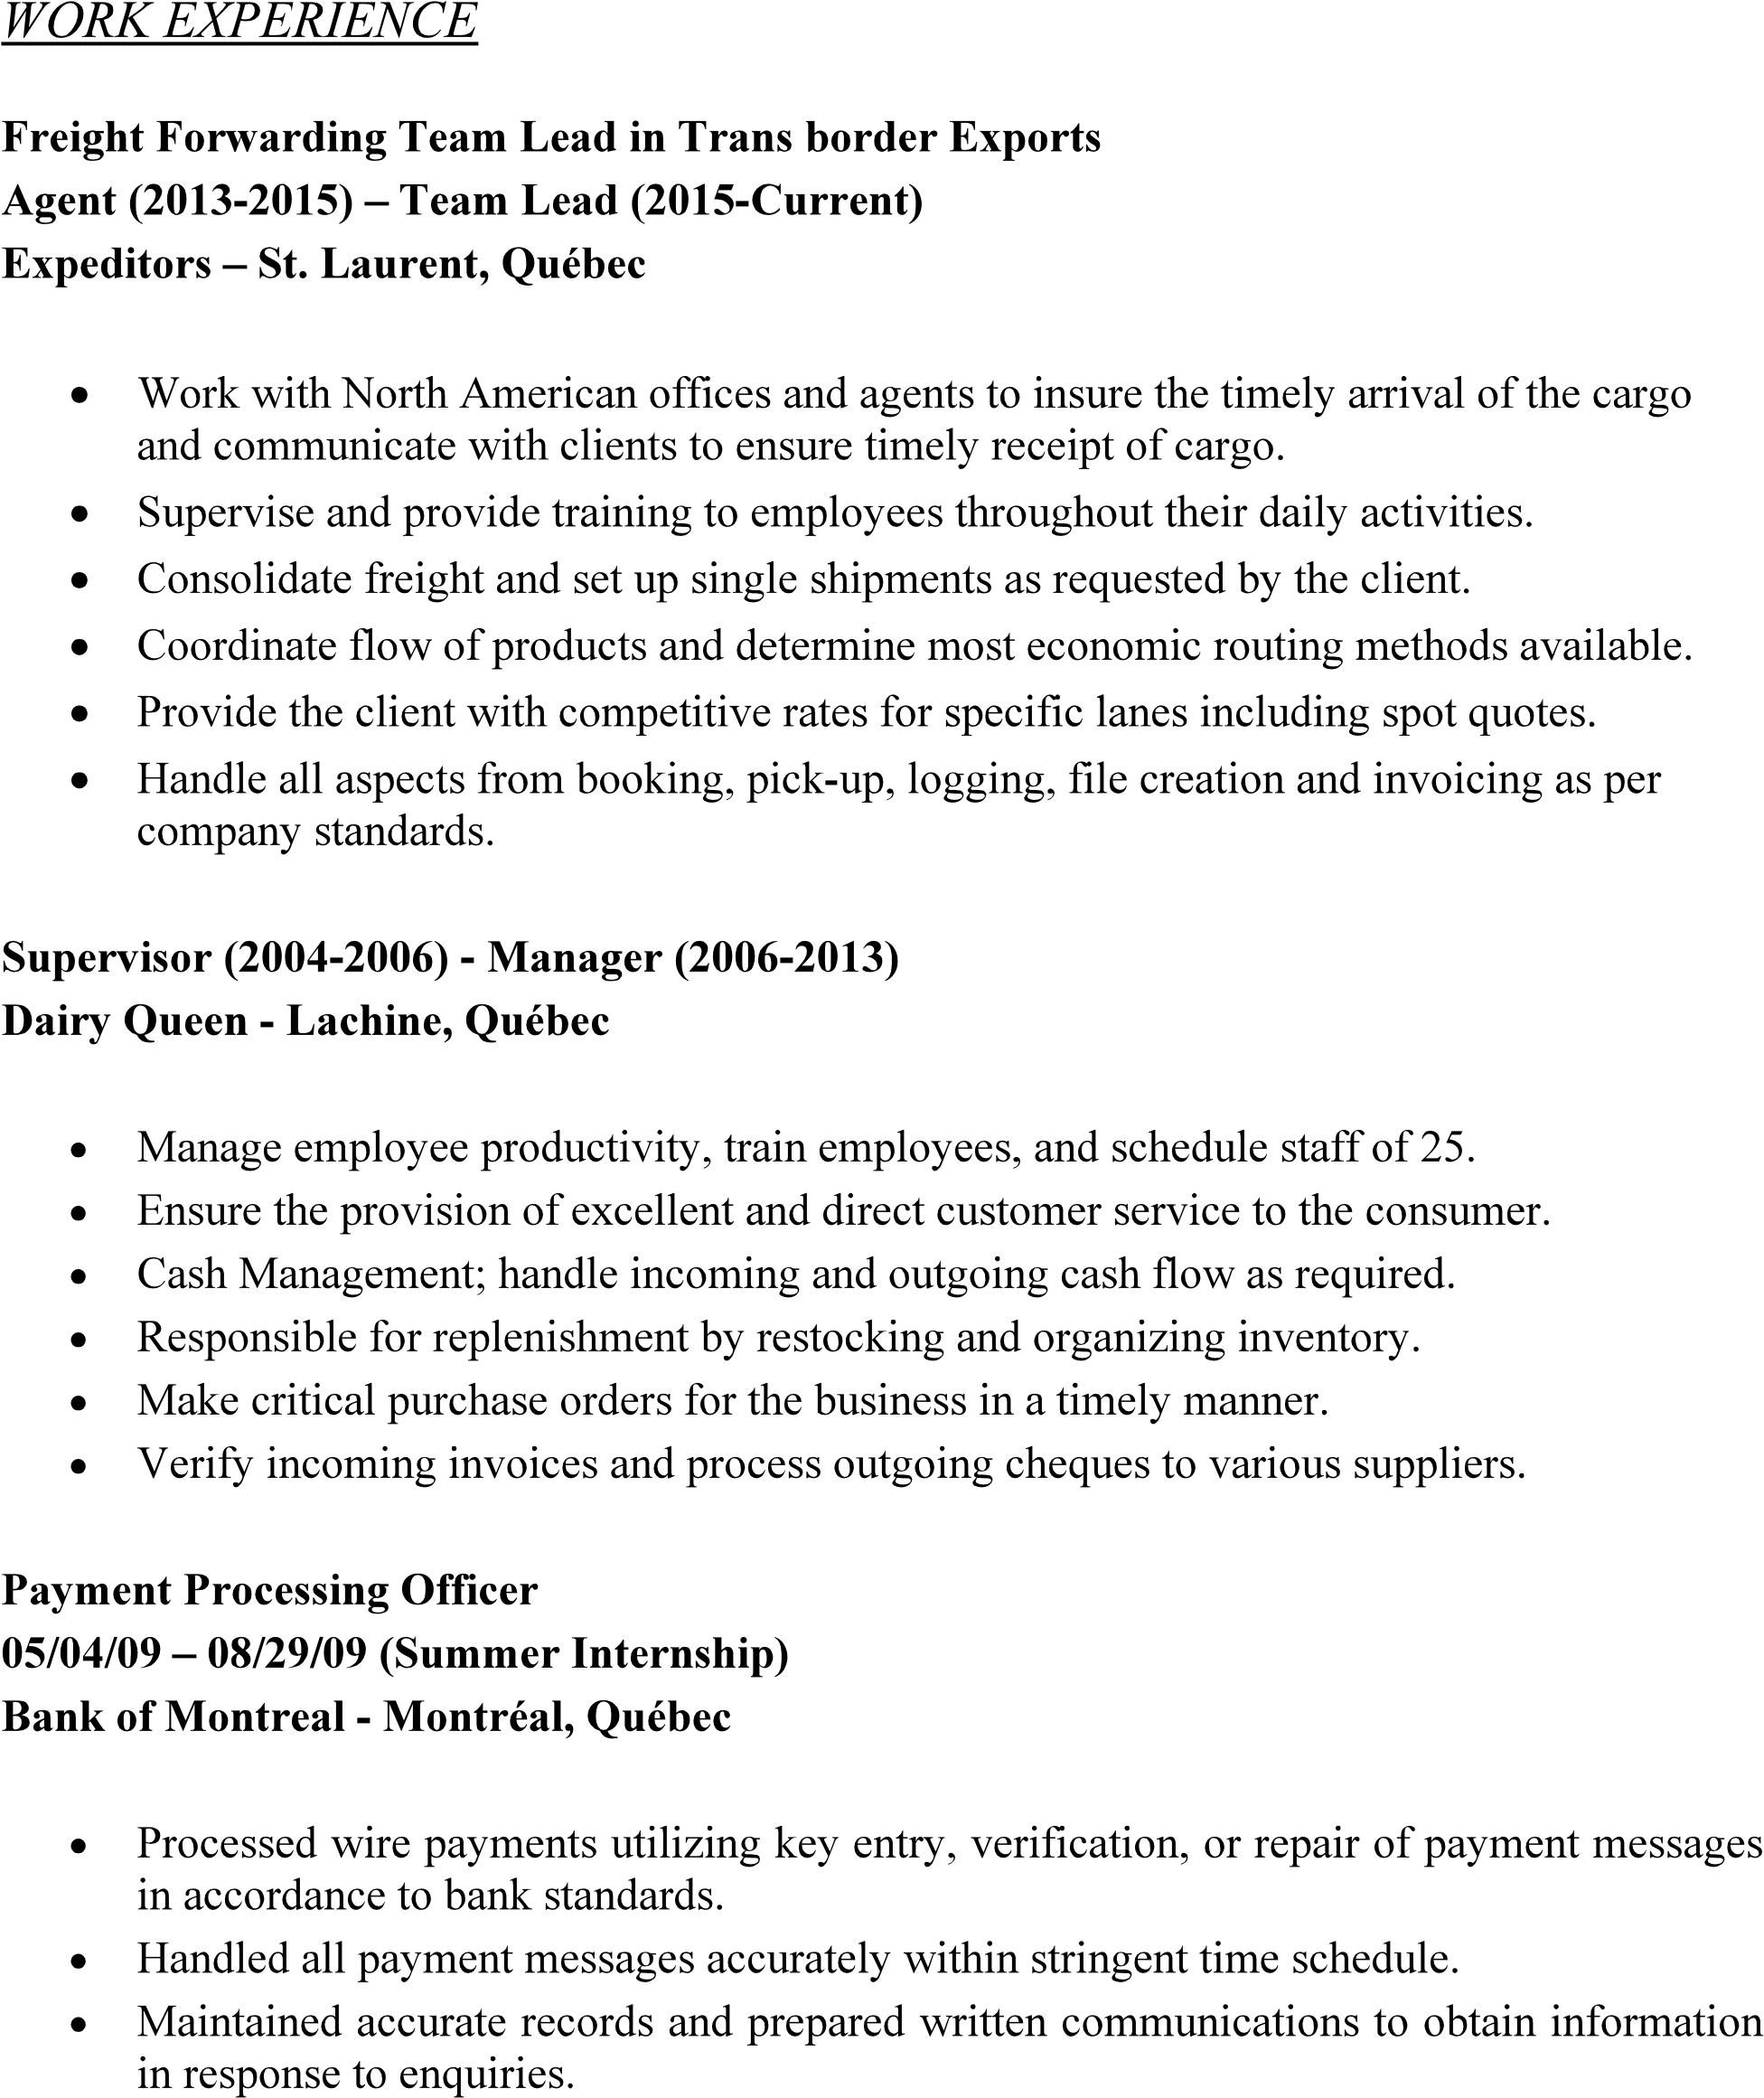 WORK EXPERIENCE
Freight Forwarding Team Lead in Trans border Exports
Agent (2013-2015) – Team Lead (2015-Current)
Expeditors – St. Laurent, Québec
• Work with North American offices and agents to insure the timely arrival of the cargo
and communicate with clients to ensure timely receipt of cargo.
• Supervise and provide training to employees throughout their daily activities.
• Consolidate freight and set up single shipments as requested by the client.
• Coordinate flow of products and determine most economic routing methods available.
• Provide the client with competitive rates for specific lanes including spot quotes.
• Handle all aspects from booking, pick-up, logging, file creation and invoicing as per
company standards.
Supervisor (2004-2006) - Manager (2006-2013)
Dairy Queen - Lachine, Québec
• Manage employee productivity, train employees, and schedule staff of 25.
• Ensure the provision of excellent and direct customer service to the consumer.
• Cash Management; handle incoming and outgoing cash flow as required.
• Responsible for replenishment by restocking and organizing inventory.
• Make critical purchase orders for the business in a timely manner.
• Verify incoming invoices and process outgoing cheques to various suppliers.
Payment Processing Officer
05/04/09 – 08/29/09 (Summer Internship)
Bank of Montreal - Montréal, Québec
• Processed wire payments utilizing key entry, verification, or repair of payment messages
in accordance to bank standards.
• Handled all payment messages accurately within stringent time schedule.
• Maintained accurate records and prepared written communications to obtain information
in response to enquiries.